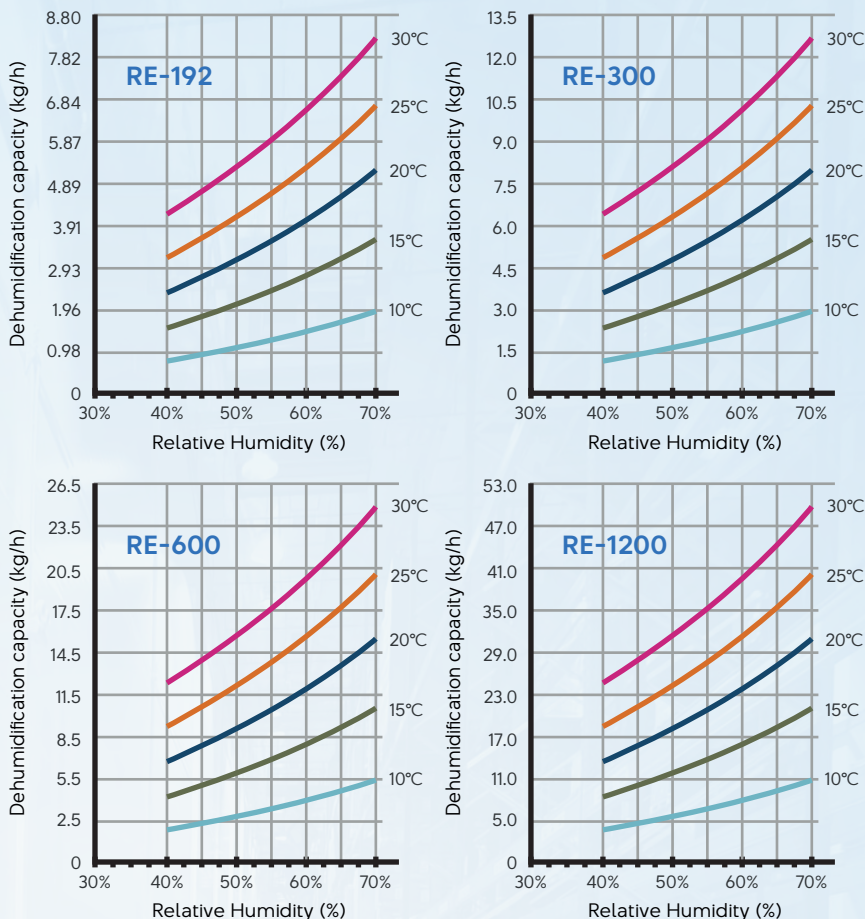 Dehumidification capacity (kg/h)
8.80
7.82
6.84
5.87
4.89
3.91
2.93
1.96
0.98
0
RE-192
30°C
25°C
20°C
15°C
10°C
30% 40% 50% 60% 70%
Relative Humidity (%)
Dehumidification capacity (kg/h)
13.5
12.0
10.5
9.0
7.5
6.0
4.5
3.0
1.5
0
RE-300
30°C
25°C
20°C
15°C
10°C
30% 40% 50% 60% 70%
Relative Humidity (%)
Dehumidification capacity (kg/h)
26.5
23.5
20.5
17.5
14.5
11.5
8.5
5.5
2.5
0
RE-600
30°C
25°C
20°C
15°C
10°C
30% 40% 50% 60% 70%
Relative Humidity (%)
Dehumidification capacity (kg/h)
53.0
47.0
41.0
35.0
29.0
23.0
17.0
11.0
5.0
0
RE-1200
30°C
25°C
20°C
15°C
10°C
30% 40% 50% 60% 70%
Relative Humidity (%)